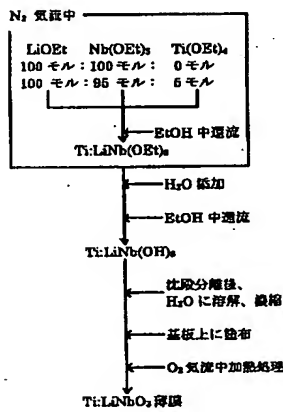 N₂ 気流中
LiOEt Nb(OEt)₅ Ti(OEt)₄
100 モル : 100 モル : 0 モル
100 モル : 95 モル : 5 モル
EtOH 中還流
Ti:LiNb(OEt)₆
H₂O 添加
EtOH 中還流
Ti:LiNb(OH)₆
沈殿分離後、
H₂O に溶解、濃縮
基板上に塗布
O₂ 気流中加熱処理
Ti:LiNbO₃ 薄膜